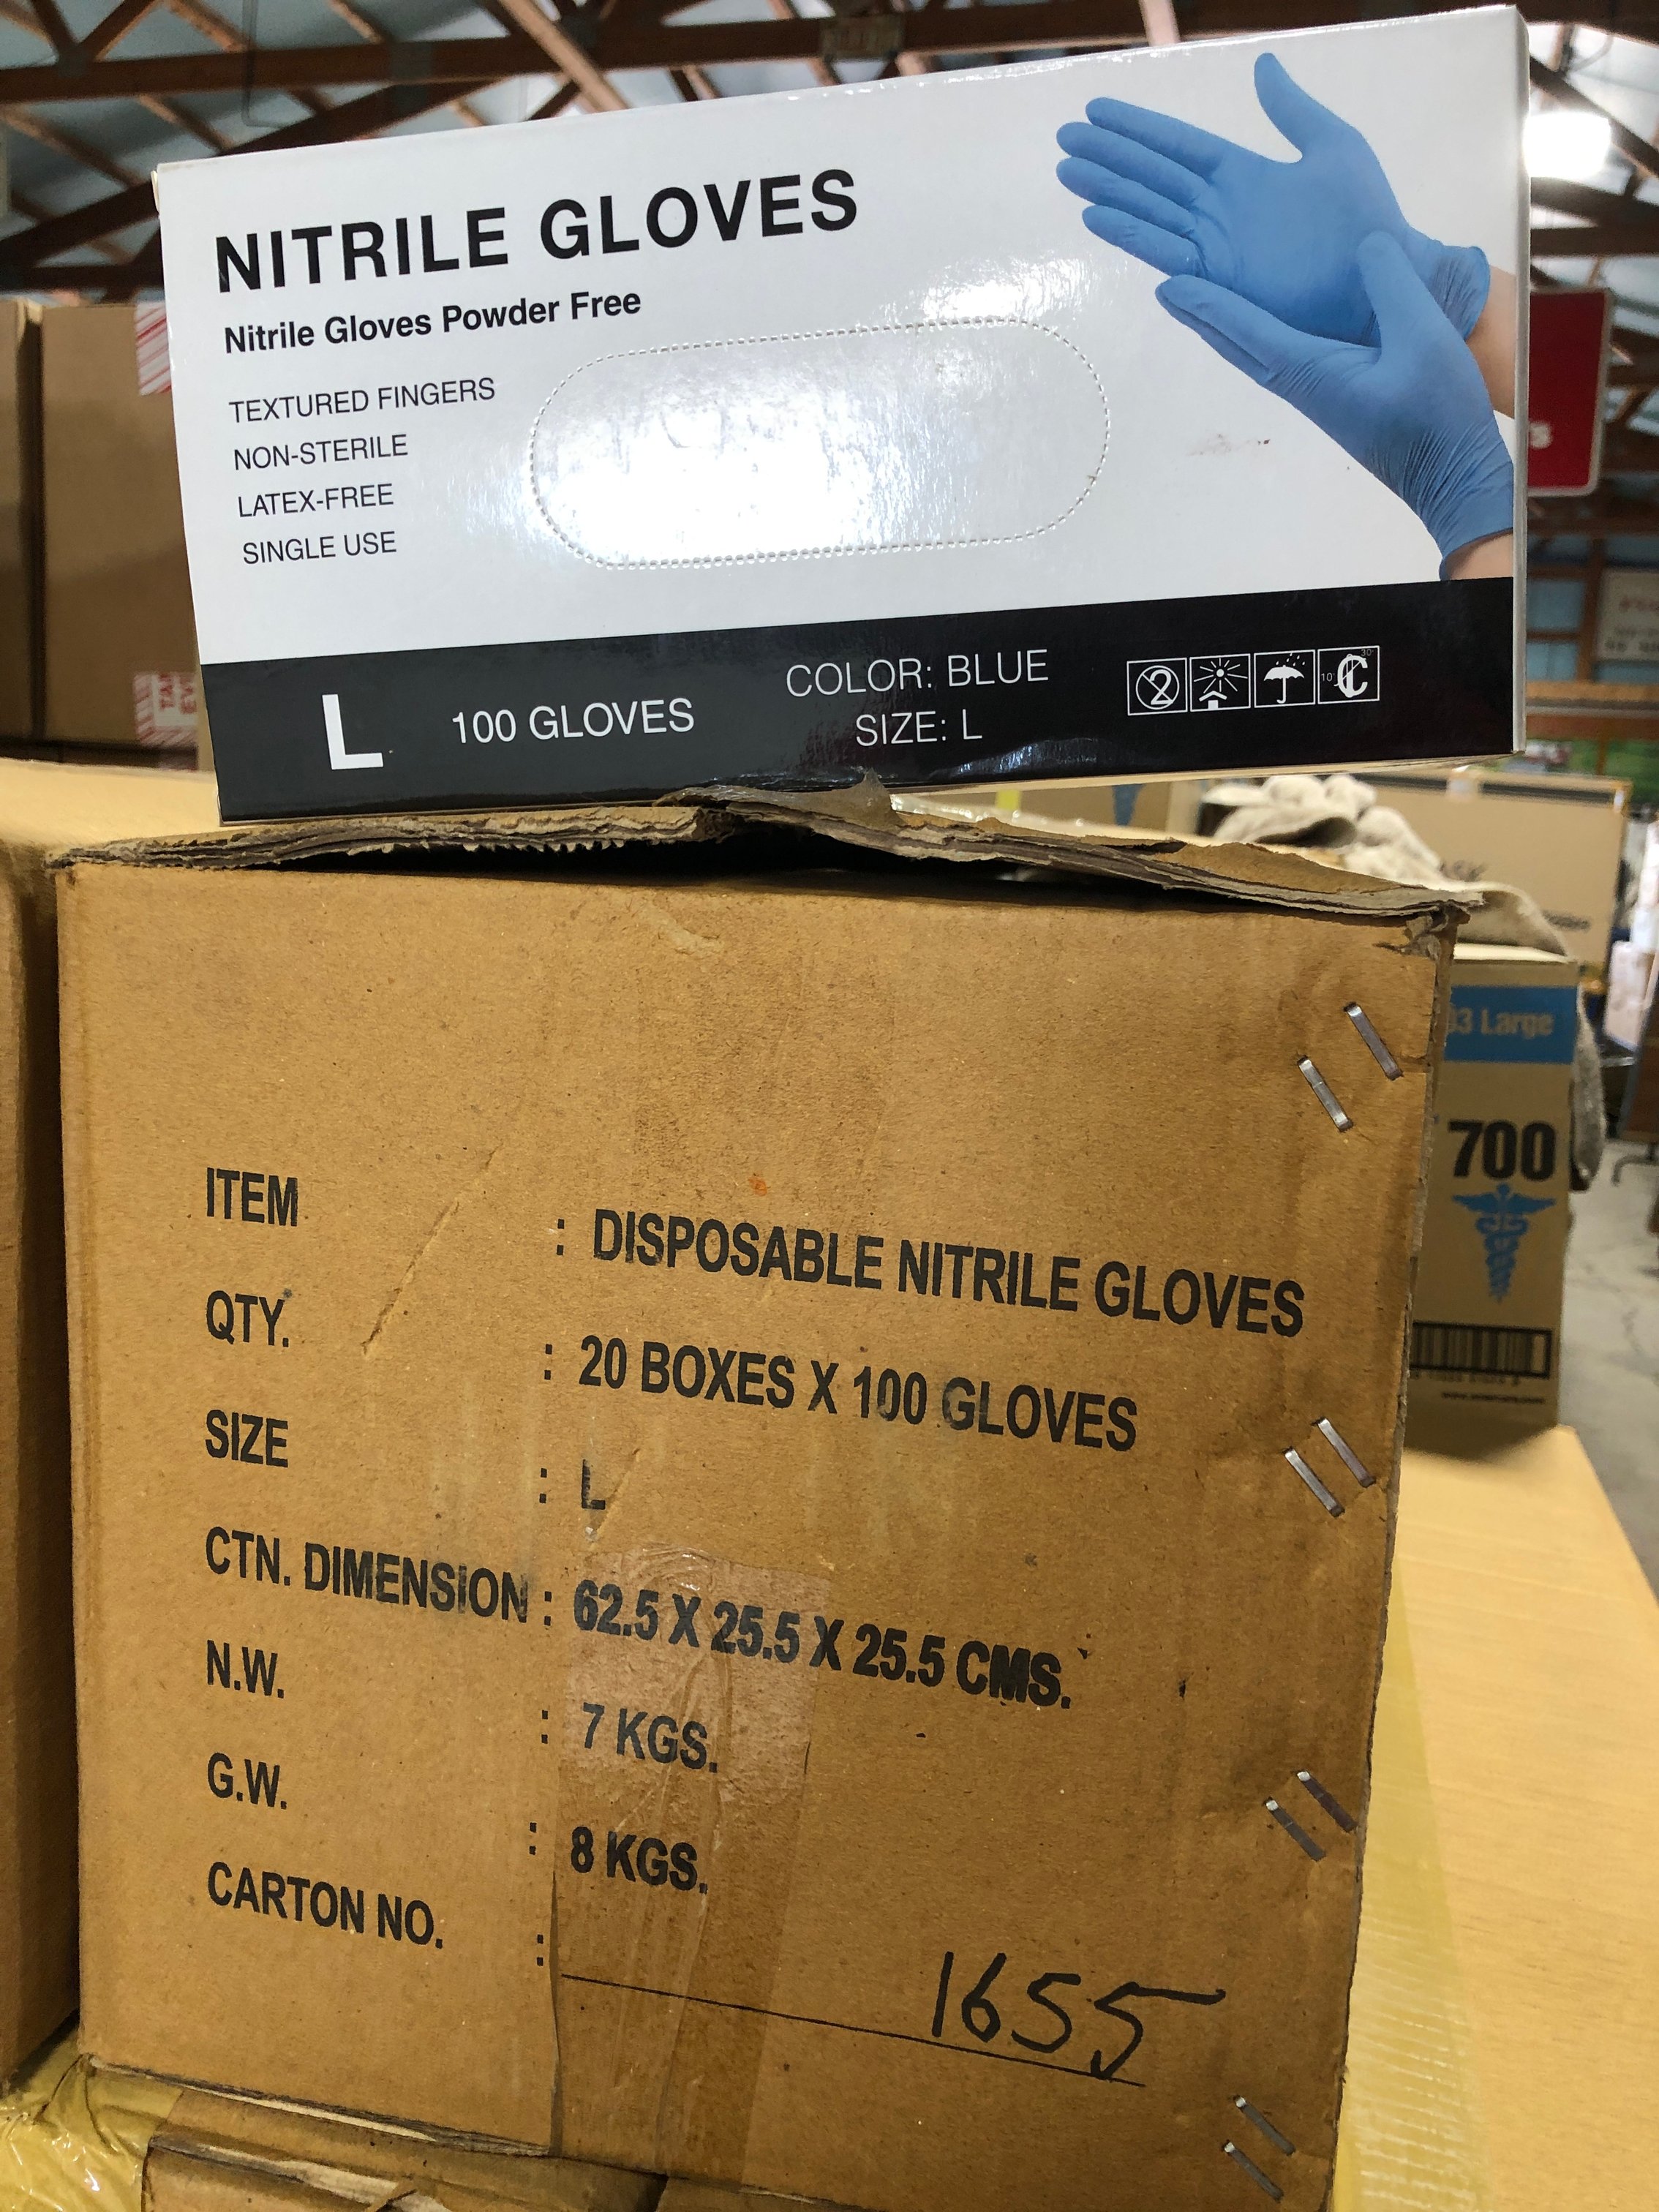 NITRILE GLOVES
Nitrile Gloves Powder Free
TEXTURED FINGERS
NON-STERILE
LATEX-FREE
SINGLE USE
L
100 GLOVES
COLOR: BLUE
SIZE: L
2
ITEM : DISPOSABLE NITRILE GLOVES
QTY. : 20 BOXES X 100 GLOVES
SIZE : L
CTN. DIMENSION : 62.5 X 25.5 X 25.5 CMS.
N.W. : 7 KGS.
G.W. : 8 KGS.
CARTON NO. : 1655
3 Large
700